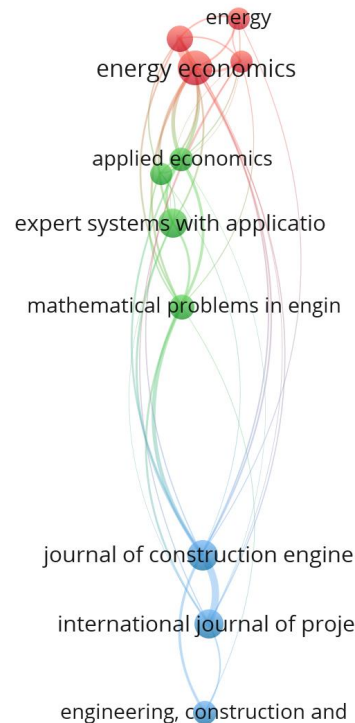 energy
energy economics
applied economics
expert systems with applicatio
mathematical problems in engin
journal of construction engine
international journal of proje
engineering, construction and